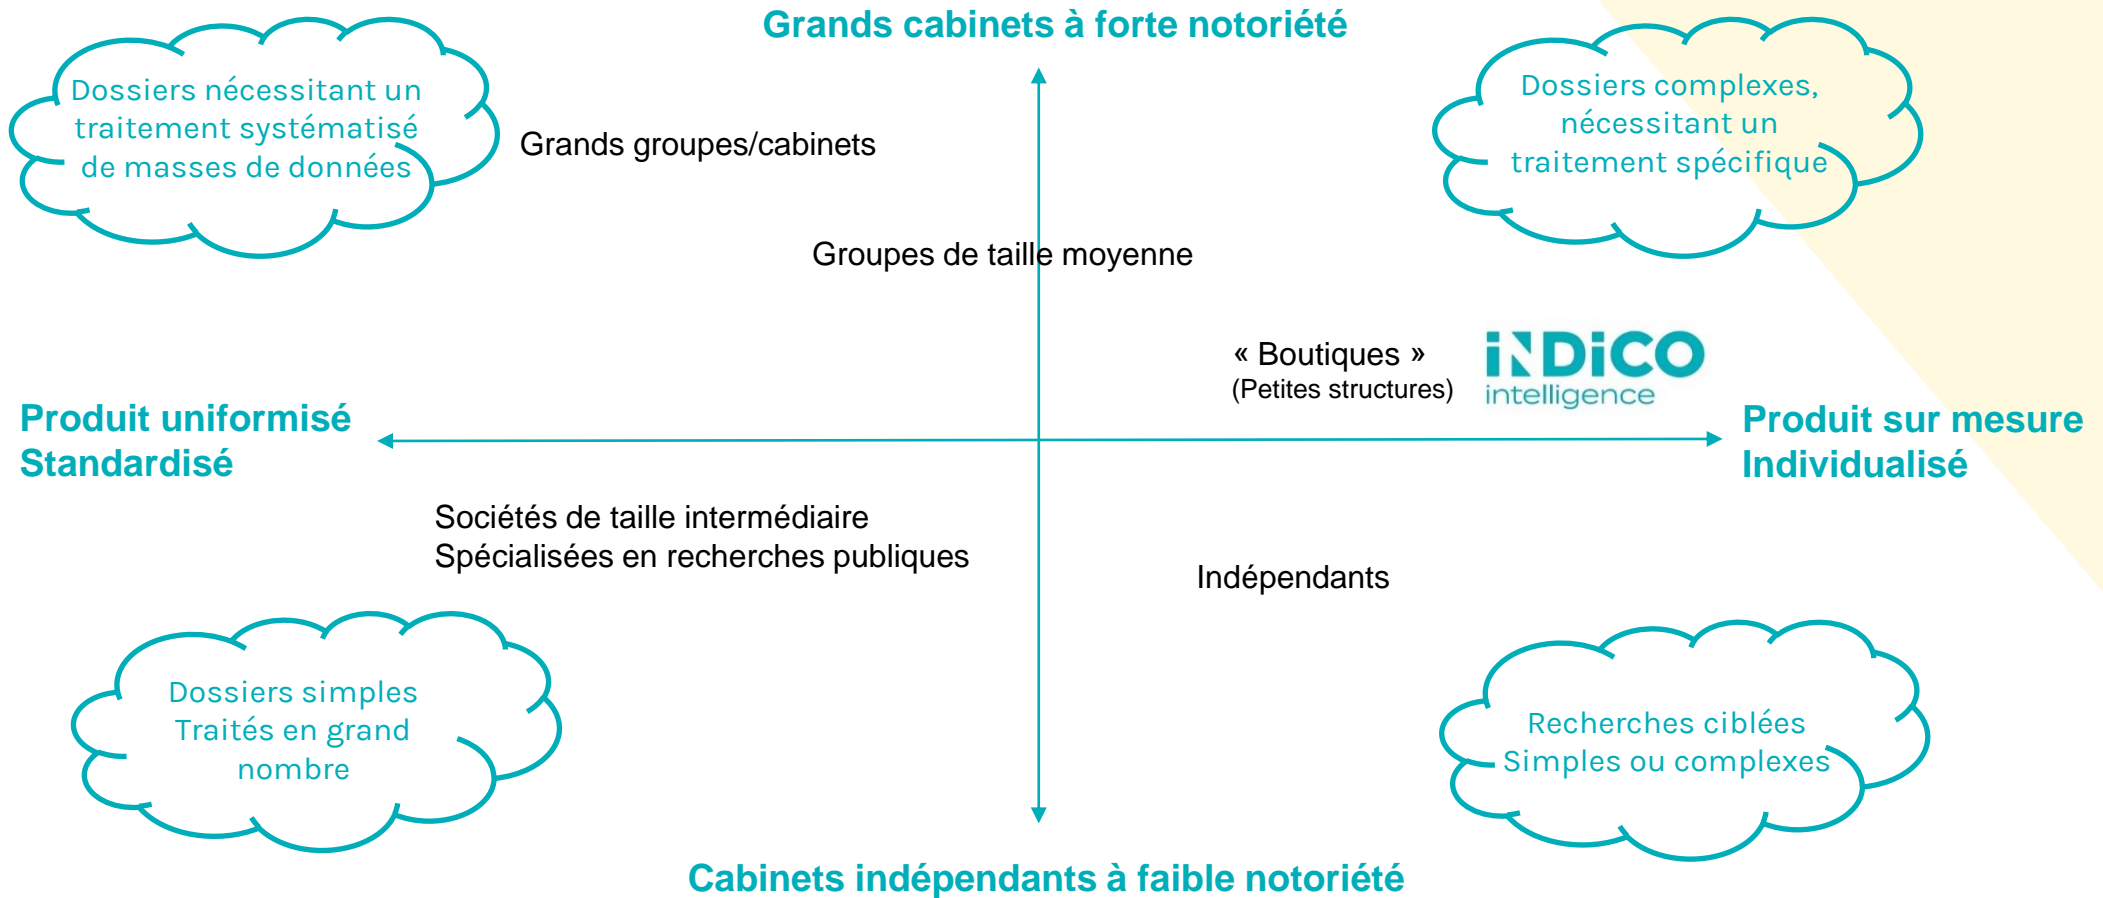 Grands cabinets à forte notoriété
Dossiers nécessitant un
traitement systématisé
de masses de données
Grands groupes/cabinets
Dossiers complexes,
nécessitant un
traitement spécifique
Groupes de taille moyenne
« Boutiques »
(Petites structures)
iNDiCO
intelligence
Produit uniformisé
Standardisé
Produit sur mesure
Individualisé
Sociétés de taille intermédiaire
Spécialisées en recherches publiques
Indépendants
Dossiers simples
Traités en grand
nombre
Recherches ciblées
Simples ou complexes
Cabinets indépendants à faible notoriété